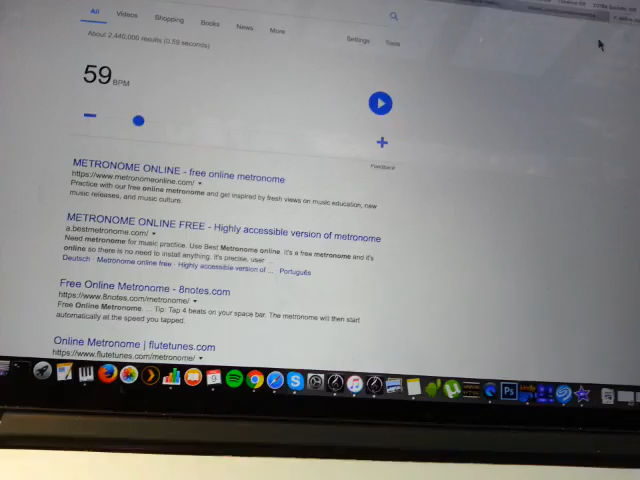 All Videos Shopping Books News More Settings Tools
About 2,440,000 results (0.59 seconds)
59 BPM
Feedback
METRONOME ONLINE - free online metronome
https://www.metronomeonline.com/
Practice with our free online metronome and get inspired by fresh views on music education, new
music releases, and music culture.
METRONOME ONLINE FREE - Highly accessible version of metronome
a.bestmetronome.com/
Need metronome for music practice. Use Best Metronome online. It's a free metronome and it's
online so there is no need to install anything. It's precise, user ...
Deutsch · Metronome online free · Highly accessible version of ... · Português
Free Online Metronome - 8notes.com
https://www.8notes.com/metronome/
Free Online Metronome. ... Tip: Tap 4 beats on your space bar. The metronome will then start
automatically at the speed you tapped.
Online Metronome | flutetunes.com
https://www.flutetunes.com/metronome/
9
Ps